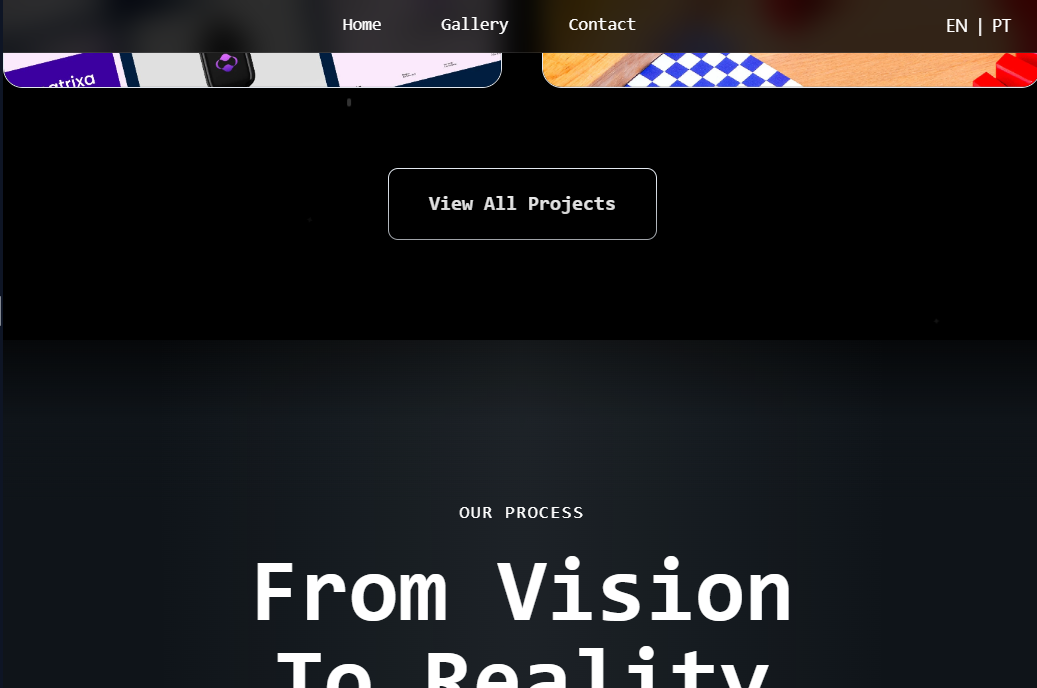 Home Gallery Contact EN | PT
atrixa
View All Projects
OUR PROCESS
From Vision
To Reality